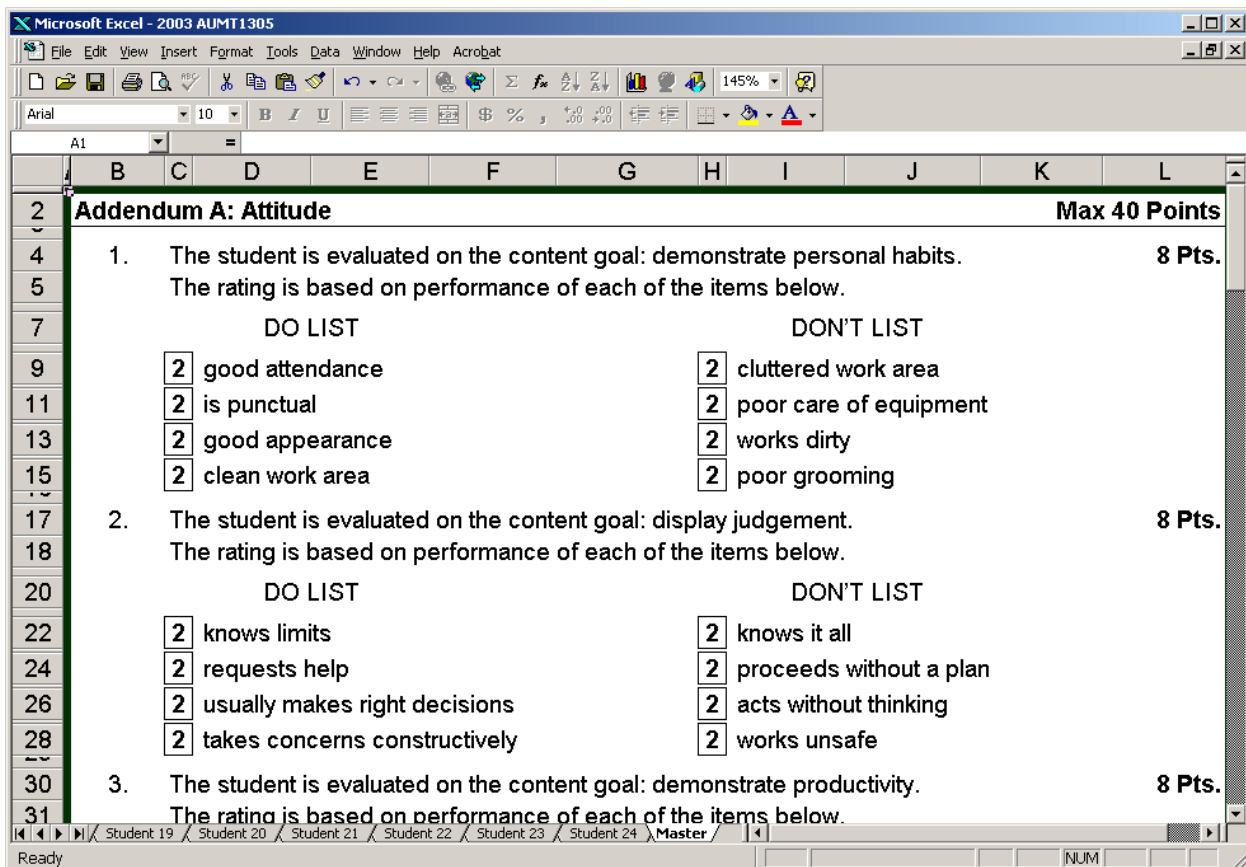 Microsoft Excel - 2003 AUMT1305
File Edit View Insert Format Tools Data Window Help Acrobat
145%
Arial 10 B I U $ % ,
A1 =
B C D E F G H I J K L
2 Addendum A: Attitude Max 40 Points
4 1. The student is evaluated on the content goal: demonstrate personal habits. 8 Pts.
5 The rating is based on performance of each of the items below.
7 DO LIST DON'T LIST
9 2 good attendance 2 cluttered work area
11 2 is punctual 2 poor care of equipment
13 2 good appearance 2 works dirty
15 2 clean work area 2 poor grooming
17 2. The student is evaluated on the content goal: display judgement. 8 Pts.
18 The rating is based on performance of each of the items below.
20 DO LIST DON'T LIST
22 2 knows limits 2 knows it all
24 2 requests help 2 proceeds without a plan
26 2 usually makes right decisions 2 acts without thinking
28 2 takes concerns constructively 2 works unsafe
30 3. The student is evaluated on the content goal: demonstrate productivity. 8 Pts.
31 The rating is based on performance of each of the items below.
Student 19 Student 20 Student 21 Student 22 Student 23 Student 24 Master
Ready NUM